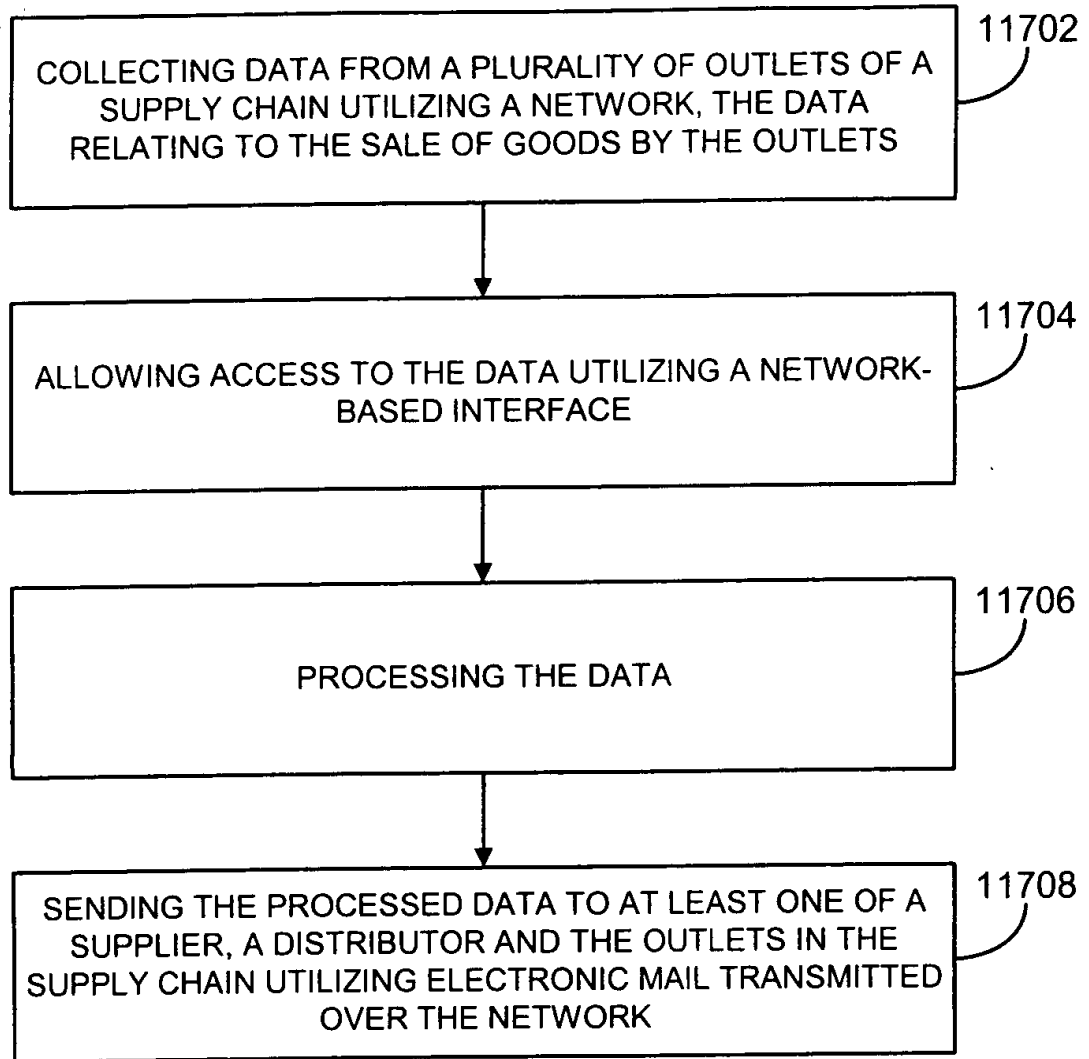 11702
COLLECTING DATA FROM A PLURALITY OF OUTLETS OF A
SUPPLY CHAIN UTILIZING A NETWORK, THE DATA
RELATING TO THE SALE OF GOODS BY THE OUTLETS
11704
ALLOWING ACCESS TO THE DATA UTILIZING A NETWORK-
BASED INTERFACE
11706
PROCESSING THE DATA
11708
SENDING THE PROCESSED DATA TO AT LEAST ONE OF A
SUPPLIER, A DISTRIBUTOR AND THE OUTLETS IN THE
SUPPLY CHAIN UTILIZING ELECTRONIC MAIL TRANSMITTED
OVER THE NETWORK